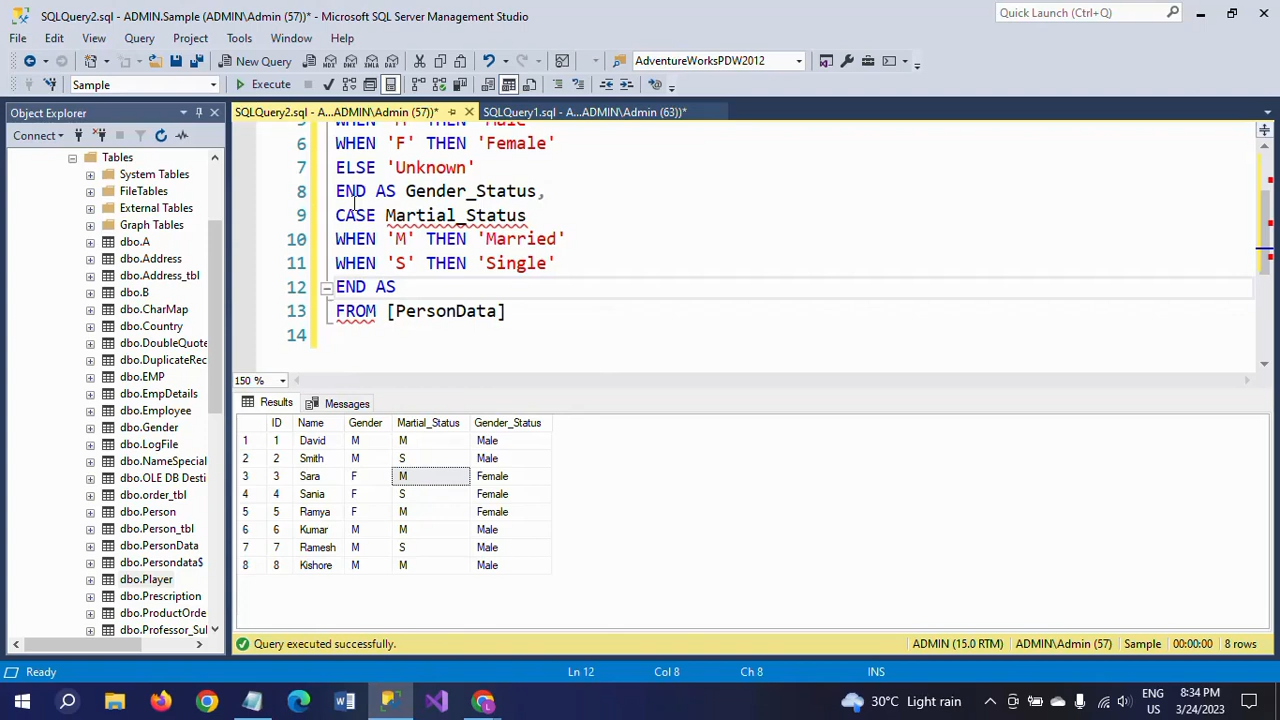 SQLQuery2.sql - ADMIN.Sample (ADMIN\Admin (57))* - Microsoft SQL Server Management Studio
Quick Launch (Ctrl+Q)
File Edit View Query Project Tools Window Help
New Query
MDX DMX XMLA DAX
AdventureWorksPDW2012
Sample
Execute
Object Explorer
SQLQuery2.sql - A...ADMIN\Admin (57))*
SQLQuery1.sql - A...ADMIN\Admin (63))*
Connect
Tables
System Tables
FileTables
External Tables
Graph Tables
dbo.A
dbo.Address
dbo.Address_tbl
dbo.B
dbo.CharMap
dbo.Country
dbo.DoubleQuote
dbo.DuplicateRec
dbo.EMP
dbo.EmpDetails
dbo.Employee
dbo.Gender
dbo.LogFile
dbo.NameSpecial
dbo.OLE DB Desti
dbo.order_tbl
dbo.Person
dbo.Person_tbl
dbo.PersonData
dbo.Persondata$
dbo.Player
dbo.Prescription
dbo.ProductOrde
dbo.Professor_Sul
6 WHEN 'F' THEN 'Female'
7 ELSE 'Unknown'
8 END AS Gender_Status,
9 CASE Martial_Status
10 WHEN 'M' THEN 'Married'
11 WHEN 'S' THEN 'Single'
12 END AS
13 FROM [PersonData]
14
150 %
Results Messages
ID Name Gender Martial_Status Gender_Status
1 1 David M M Male
2 2 Smith M S Male
3 3 Sara F M Female
4 4 Sania F S Female
5 5 Ramya F M Female
6 6 Kumar M M Male
7 7 Ramesh M S Male
8 8 Kishore M M Male
Query executed successfully.
ADMIN (15.0 RTM) ADMIN\Admin (57) Sample 00:00:00 8 rows
Ready Ln 12 Col 8 Ch 8 INS
30°C Light rain
ENG
US
8:34 PM
3/24/2023